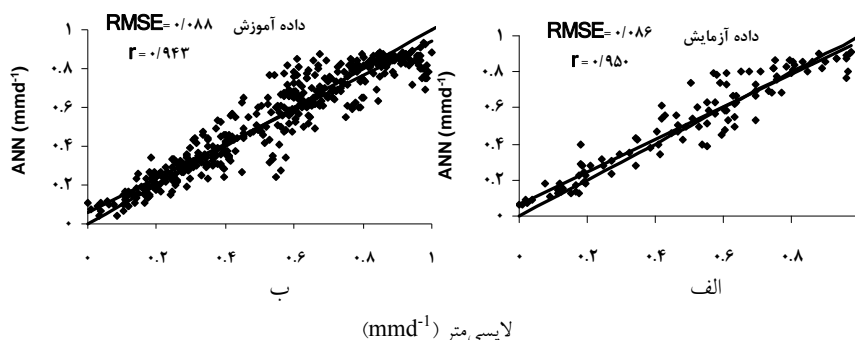 RMSE=۰/۰۸۸ داده آموزش
r=۰/۹۴۳
ANN (mmd⁻¹)
۱
۰.۸
۰.۶
۰.۴
۰.۲
۰
۰ ۰.۲ ۰.۴ ۰.۶ ۰.۸ ۱
ب
RMSE=۰/۰۸۶ داده آزمایش
r=۰/۹۵۰
ANN (mmd⁻¹)
۱
۰.۸
۰.۶
۰.۴
۰.۲
۰
۰ ۰.۲ ۰.۴ ۰.۶ ۰.۸
الف
لایسی‌متر (mmd⁻¹)